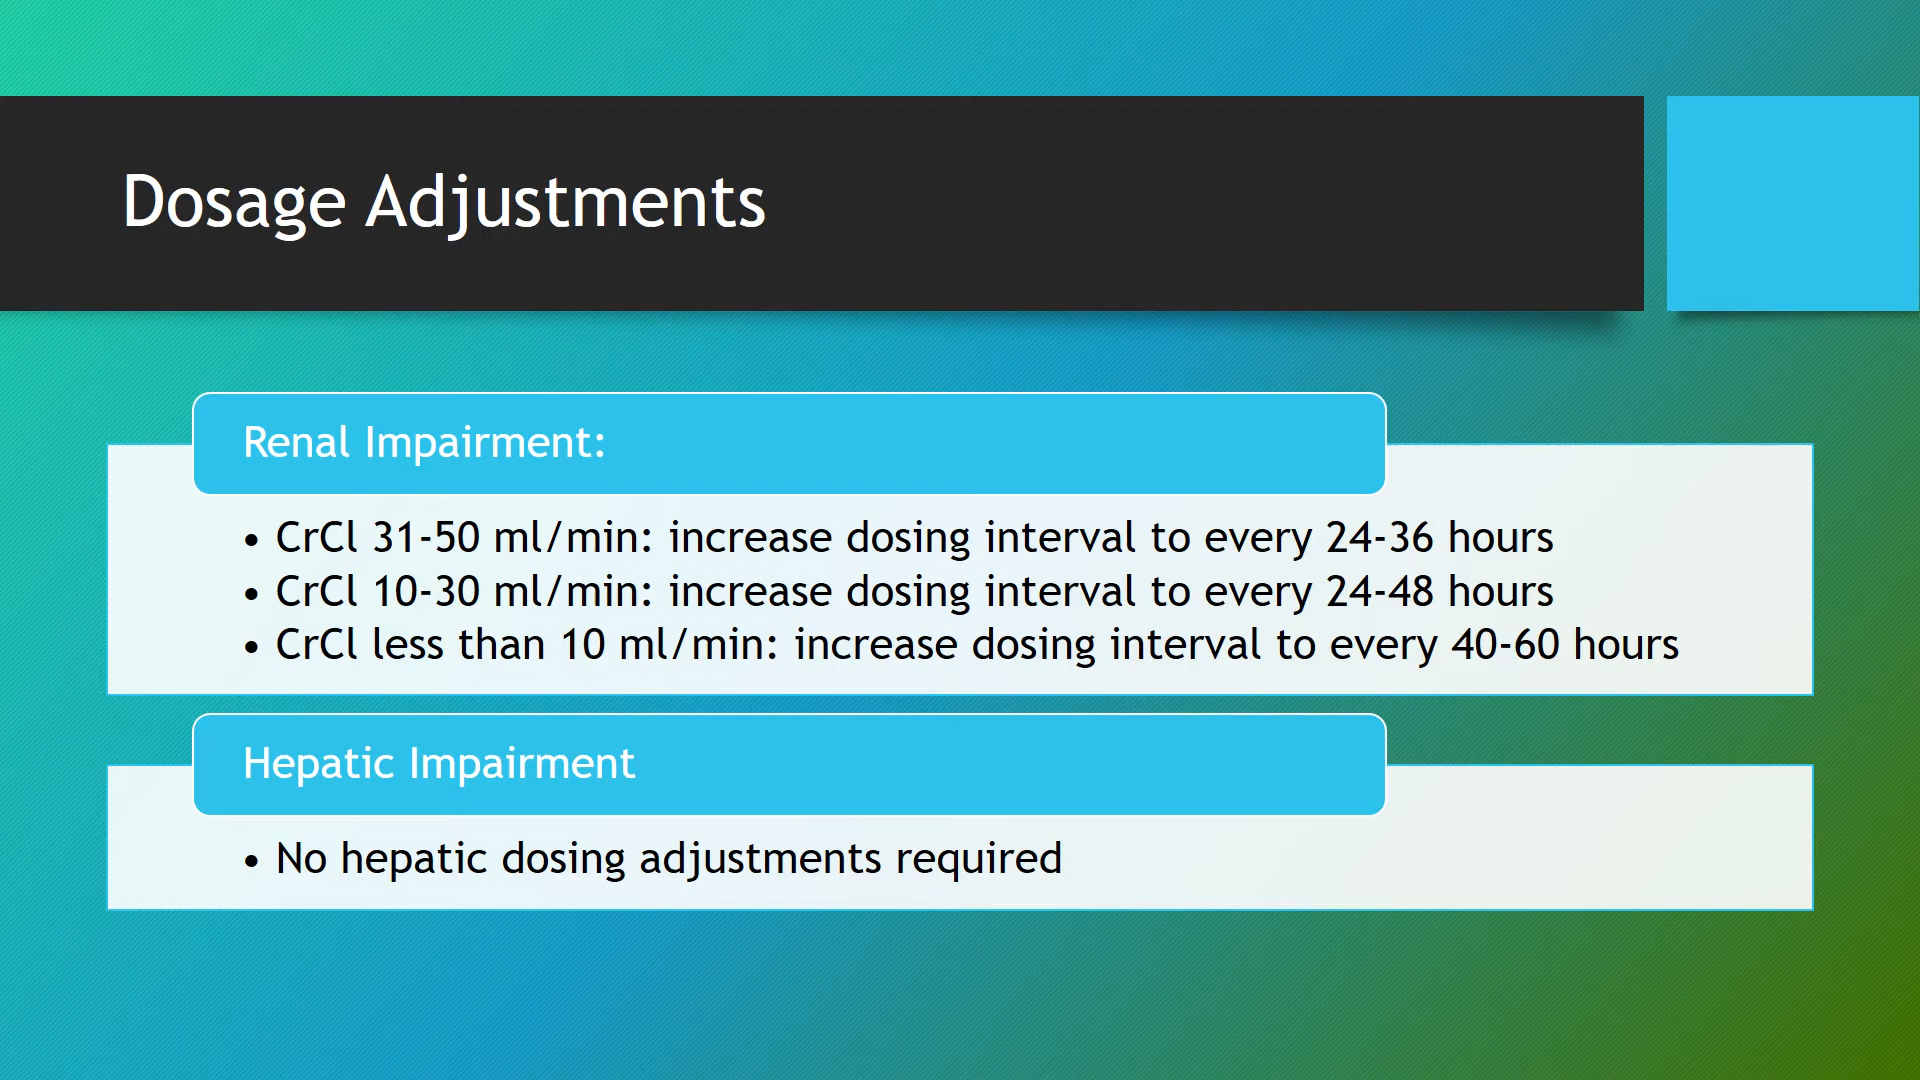 Dosage Adjustments
Renal Impairment:
• CrCl 31-50 ml/min: increase dosing interval to every 24-36 hours
• CrCl 10-30 ml/min: increase dosing interval to every 24-48 hours
• CrCl less than 10 ml/min: increase dosing interval to every 40-60 hours
Hepatic Impairment
• No hepatic dosing adjustments required